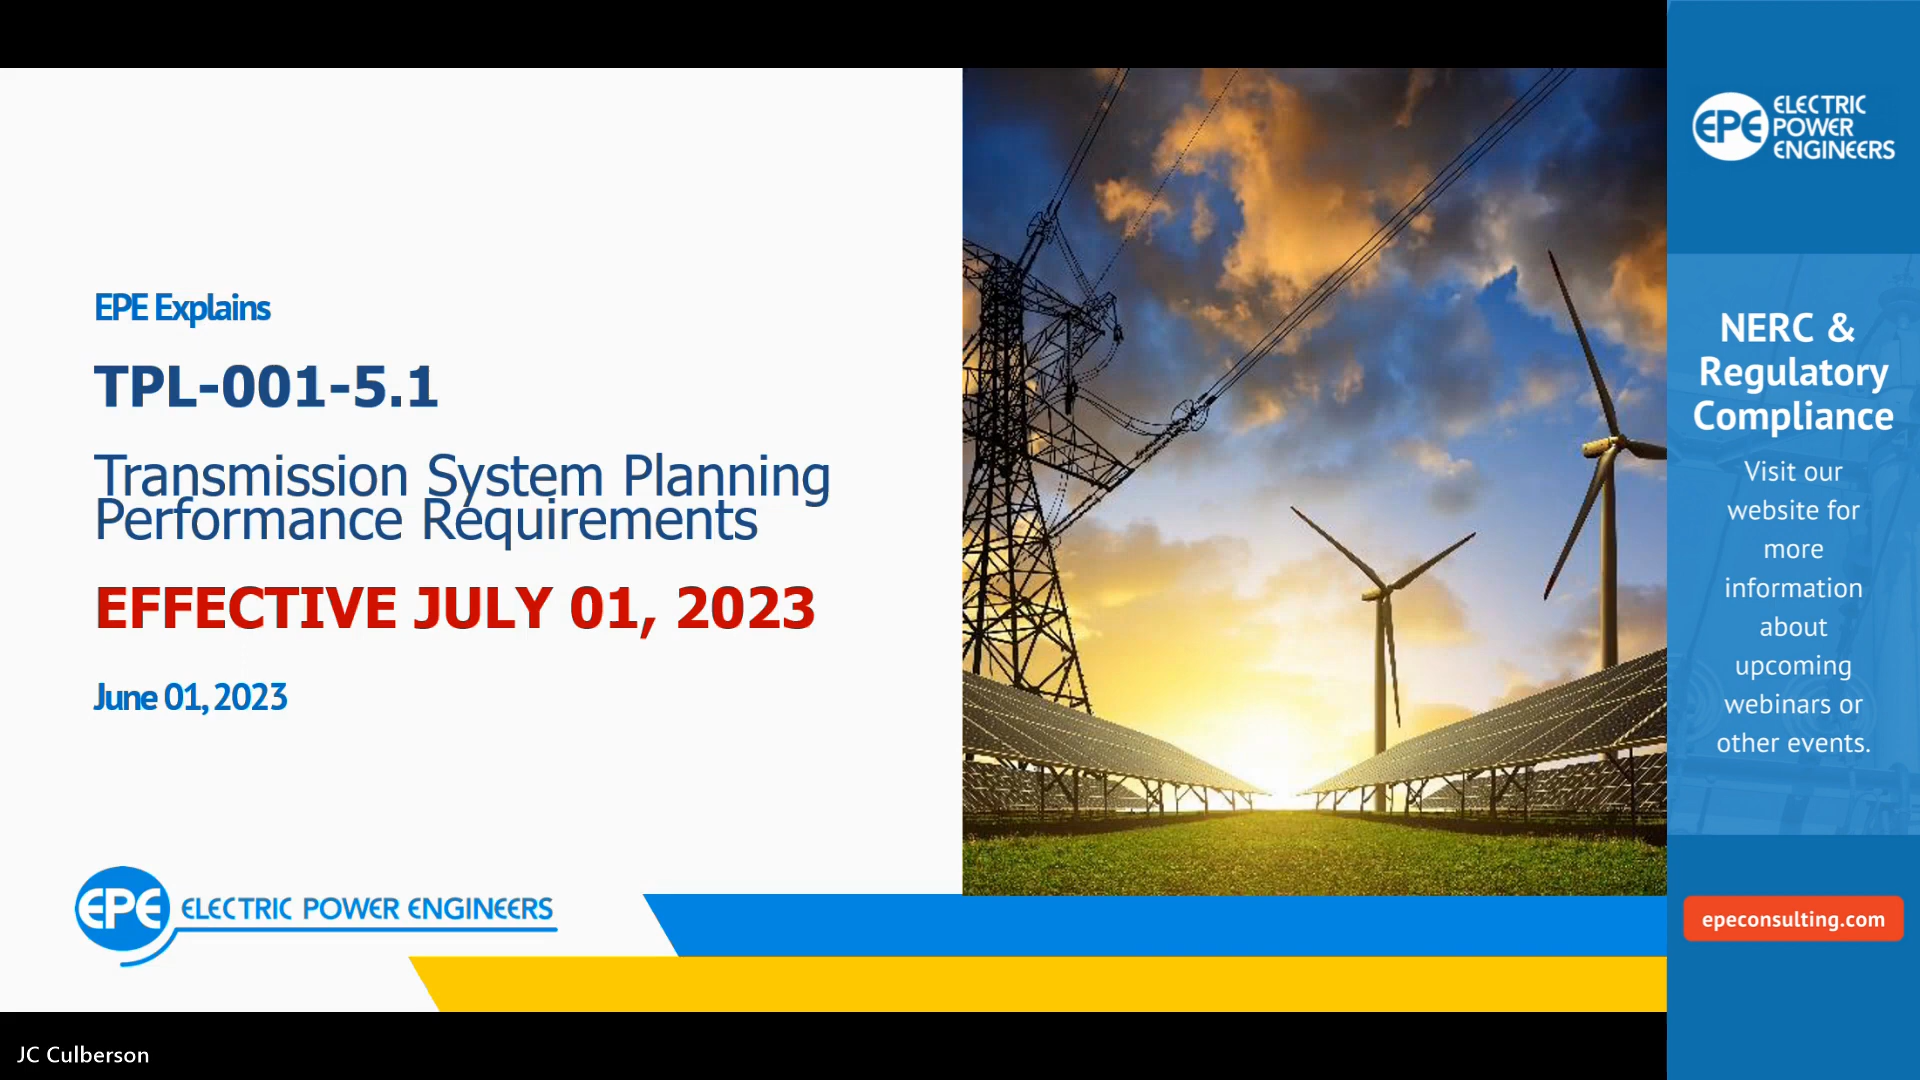 EPE Explains
TPL-001-5.1
Transmission System Planning
Performance Requirements
EFFECTIVE JULY 01, 2023
June 01, 2023
EPE ELECTRIC POWER ENGINEERS
JC Culberson
EPE
ELECTRIC
POWER
ENGINEERS
NERC &
Regulatory
Compliance
Visit our
website for
more
information
about
upcoming
webinars or
other events.
epeconsulting.com